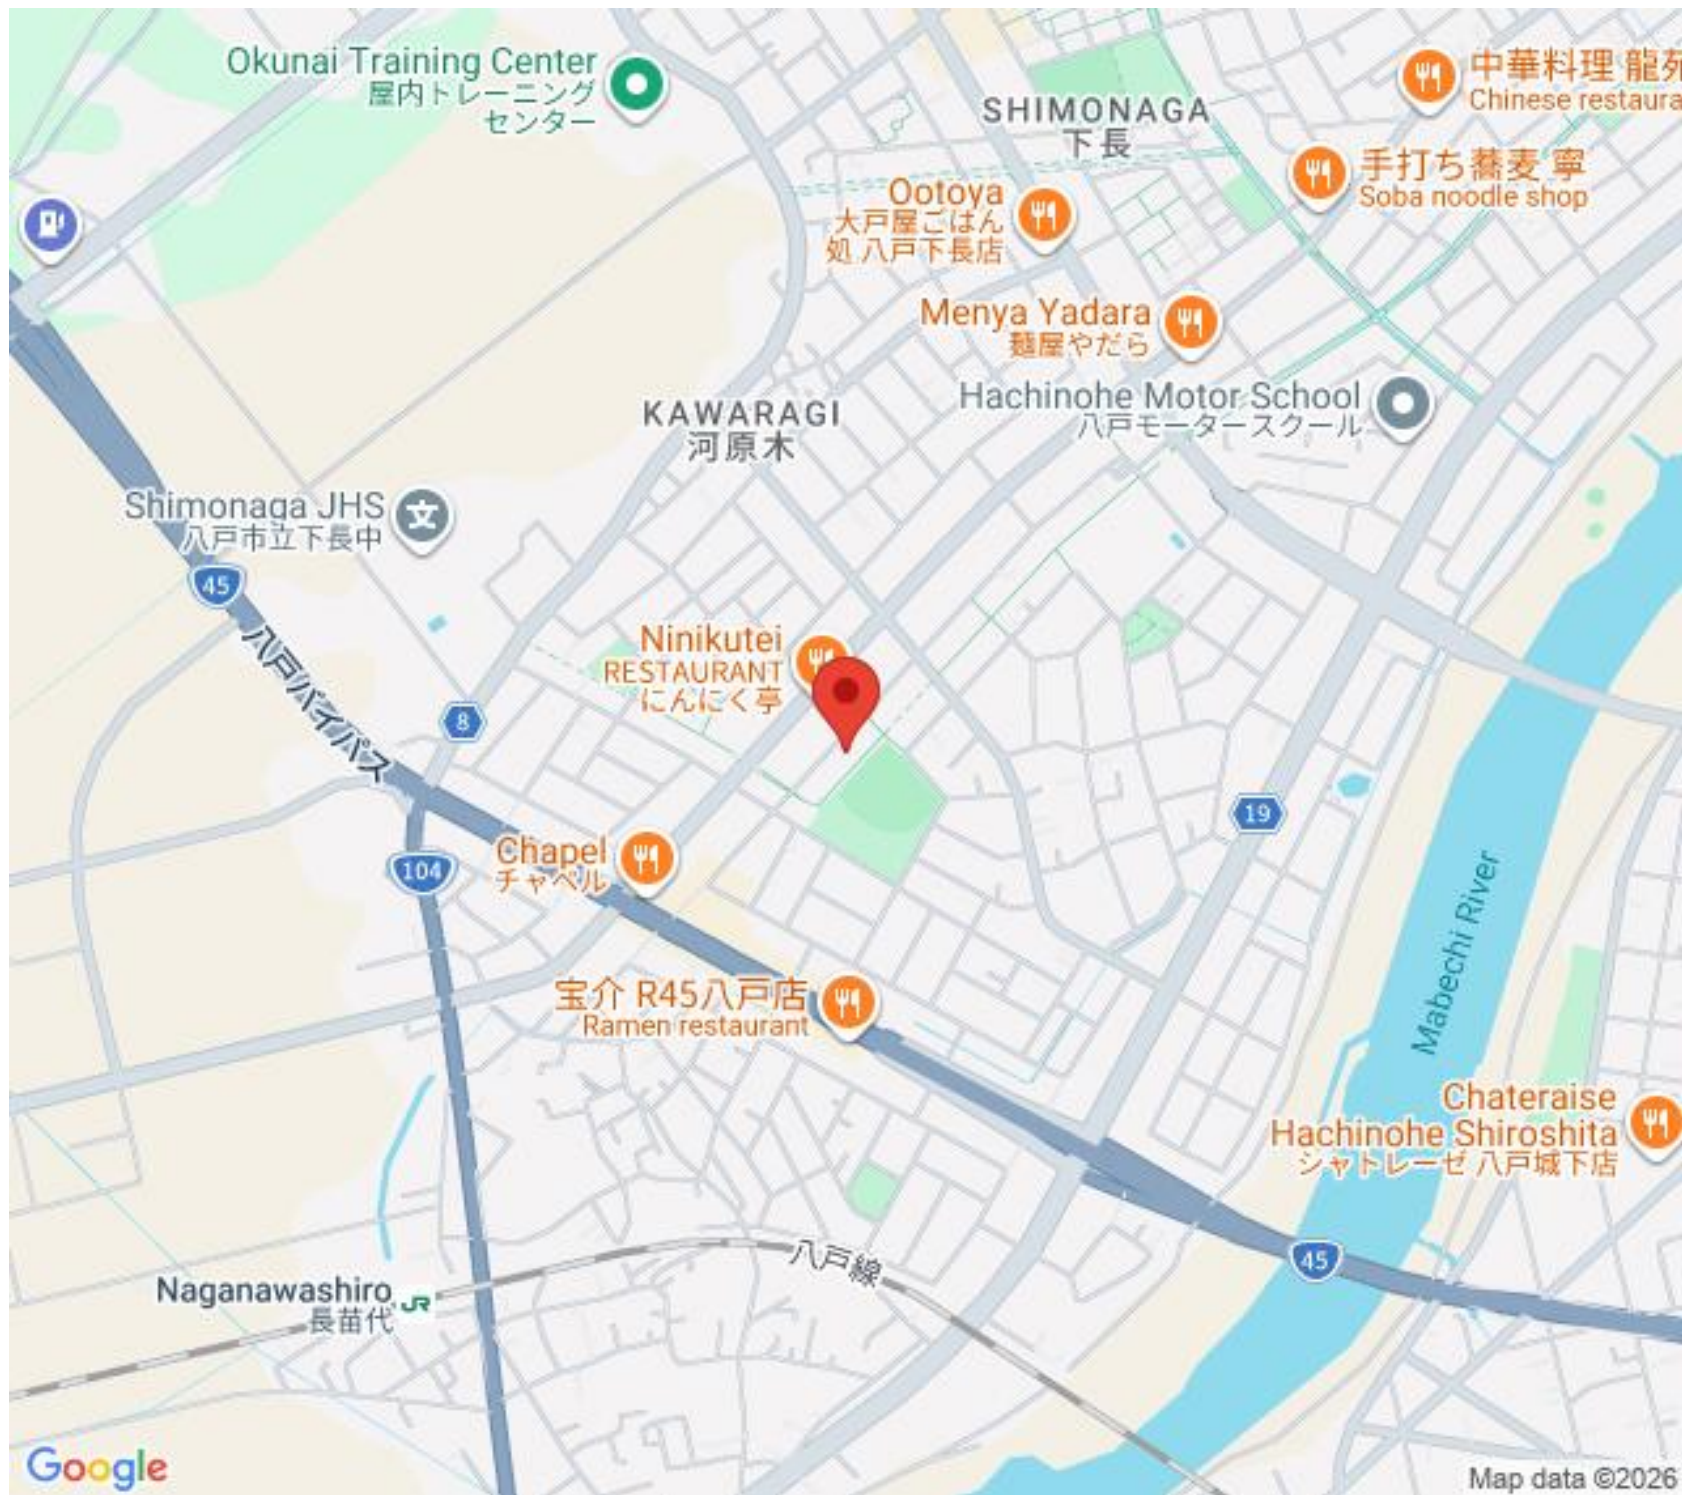 Okunai Training Center
屋内トレーニング
センター
SHIMONAGA
下長
中華料理 龍苑
Chinese restaura
手打ち蕎麦 寧
Soba noodle shop
Ootoya
大戸屋ごはん
処 八戸下長店
Menya Yadara
麺屋やだら
Hachinohe Motor School
八戸モータースクール
KAWARAGI
河原木
Shimonaga JHS
八戸市立下長中
文
45
八戸バイパス
Ninikutei
RESTAURANT
にんにく亭
8
19
Chapel
チャペル
104
Mabechi River
宝介 R45八戸店
Ramen restaurant
Chateraise
Hachinohe Shiroshita
シャトレーゼ 八戸城下店
八戸線
45
Naganawashiro
長苗代
JR
Google
Map data ©2026